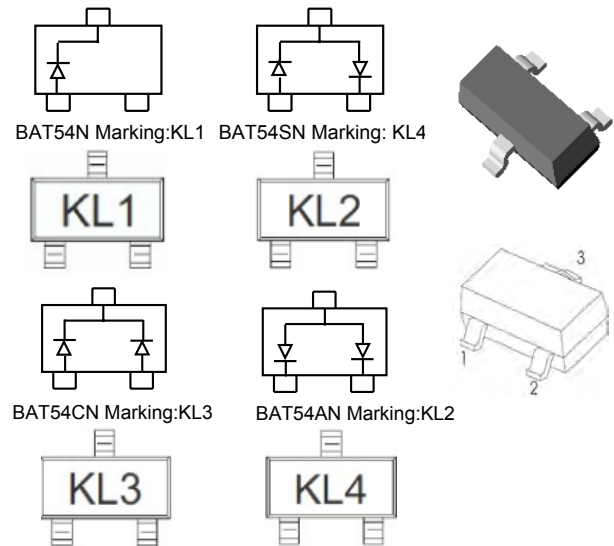 BAT54N Marking:KL1 BAT54SN Marking: KL4
KL1 KL2
3
1
2
BAT54CN Marking:KL3 BAT54AN Marking:KL2
KL3 KL4